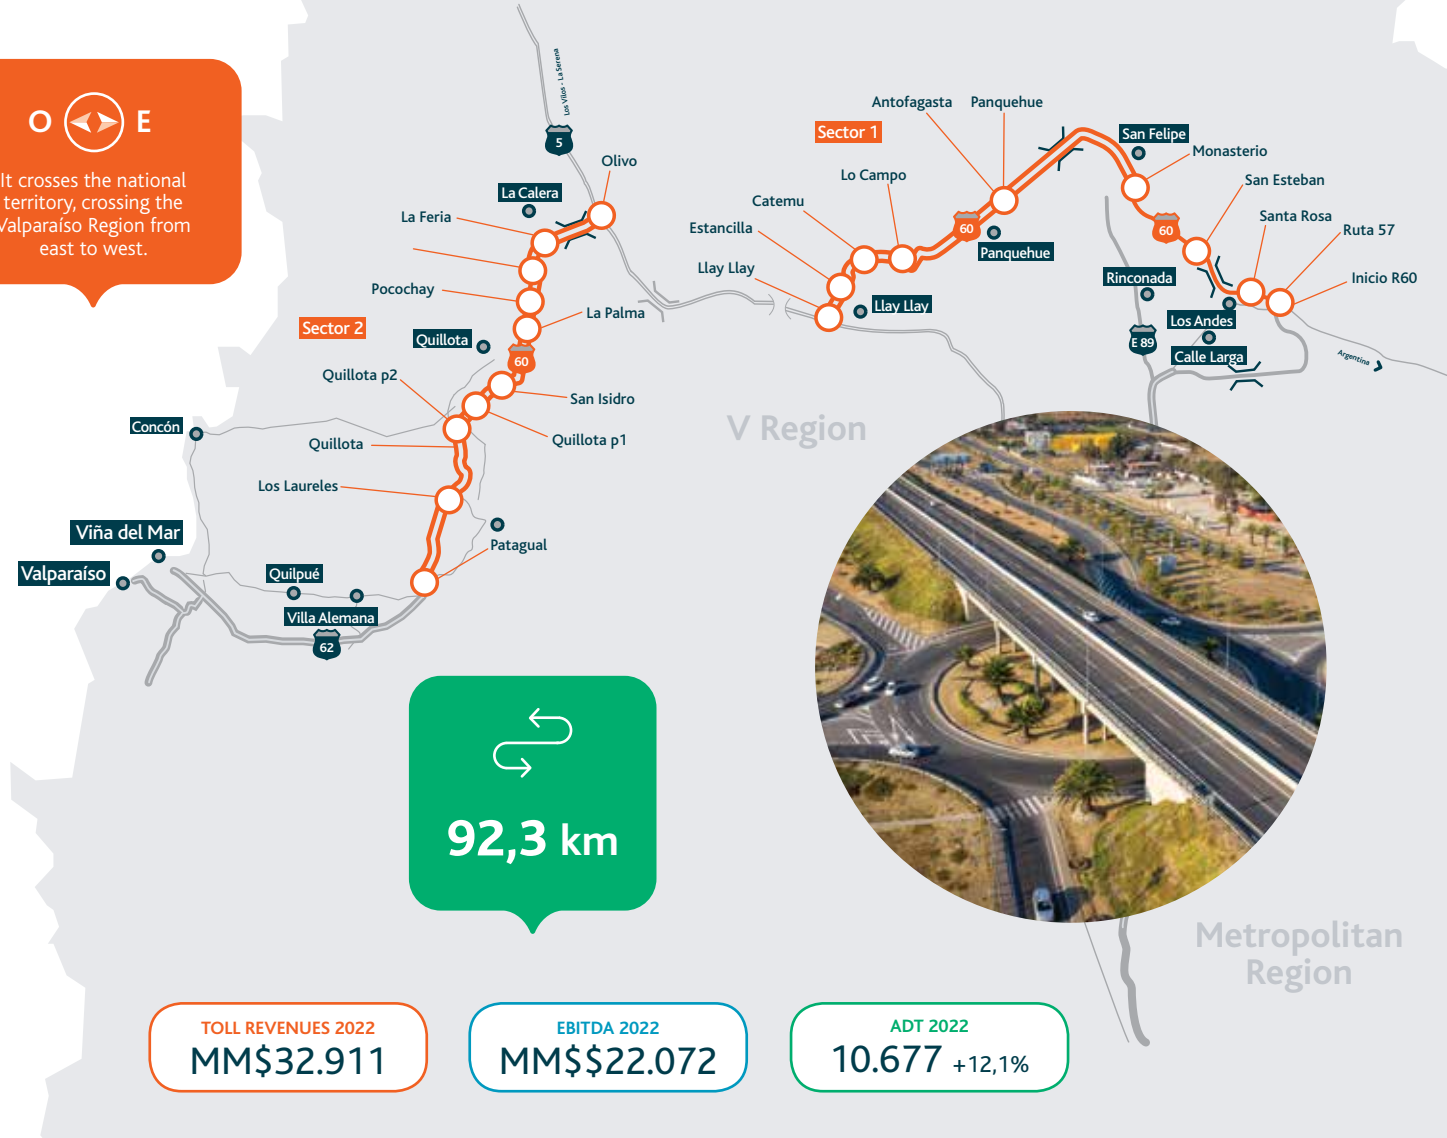 O E
It crosses the national
territory, crossing the
Valparaíso Region from
east to west.
Los Vilos - La Serena
5
Olivo
La Calera
La Feria
Pocochay
La Palma
Sector 2
Quillota
60
Quillota p2
San Isidro
Quillota p1
Quillota
Los Laureles
Patagual
Concón
Viña del Mar
Valparaíso
Quilpué
Villa Alemana
62
Sector 1
Antofagasta
Panquehue
Lo Campo
Catemu
Estancilla
Llay Llay
Llay Llay
60
Panquehue
San Felipe
Monasterio
San Esteban
60
Santa Rosa
Ruta 57
Inicio R60
Rinconada
Los Andes
E 89
Calle Larga
Argentina
V Region
Metropolitan
Region
92,3 km
TOLL REVENUES 2022
MM$32.911
EBITDA 2022
MM$$22.072
ADT 2022
10.677 +12,1%